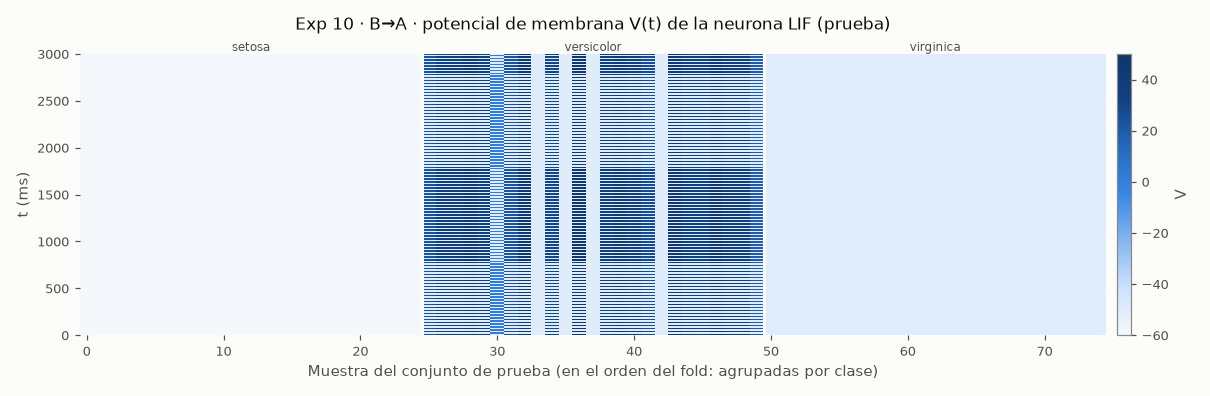 Exp 10 · B→A · potencial de membrana V(t) de la neurona LIF (prueba)
setosa versicolor virginica
3000
2500
2000
1500
1000
500
0
t (ms)
0 10 20 30 40 50 60 70
Muestra del conjunto de prueba (en el orden del fold: agrupadas por clase)
40
20
0
−20
−40
−60
V